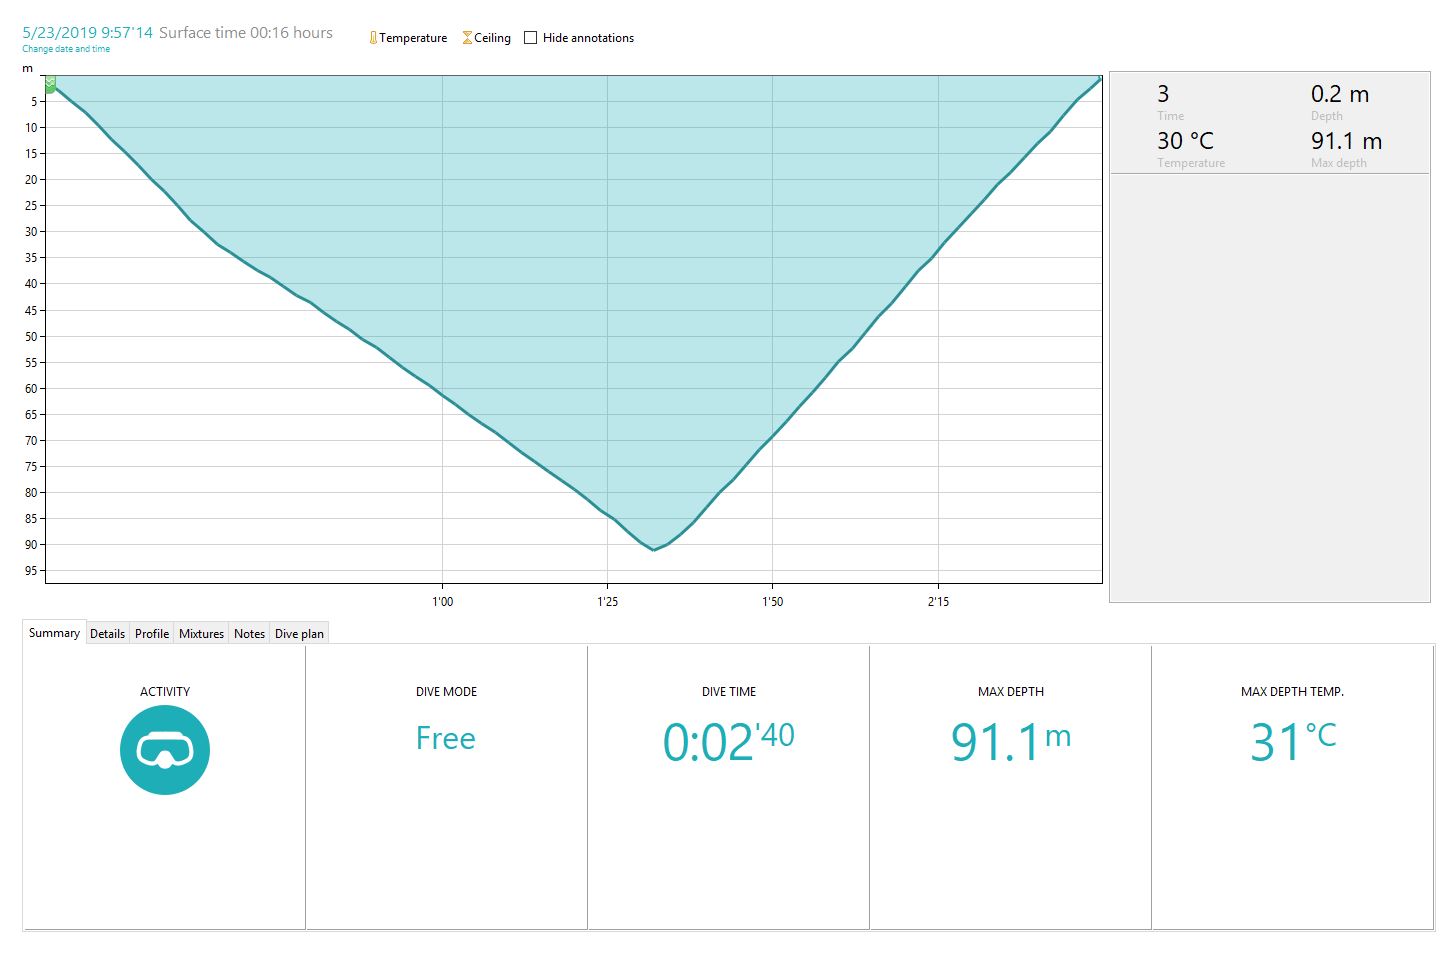 5/23/2019 9:57'14 Surface time 00:16 hours
Change date and time
Temperature Ceiling Hide annotations
m
5
10
15
20
25
30
35
40
45
50
55
60
65
70
75
80
85
90
95
1'00 1'25 1'50 2'15
3 0.2 m
Time Depth
30 °C 91.1 m
Temperature Max depth
Summary Details Profile Mixtures Notes Dive plan
ACTIVITY DIVE MODE DIVE TIME MAX DEPTH MAX DEPTH TEMP.
Free 0:02'40 91.1 m 31 °C